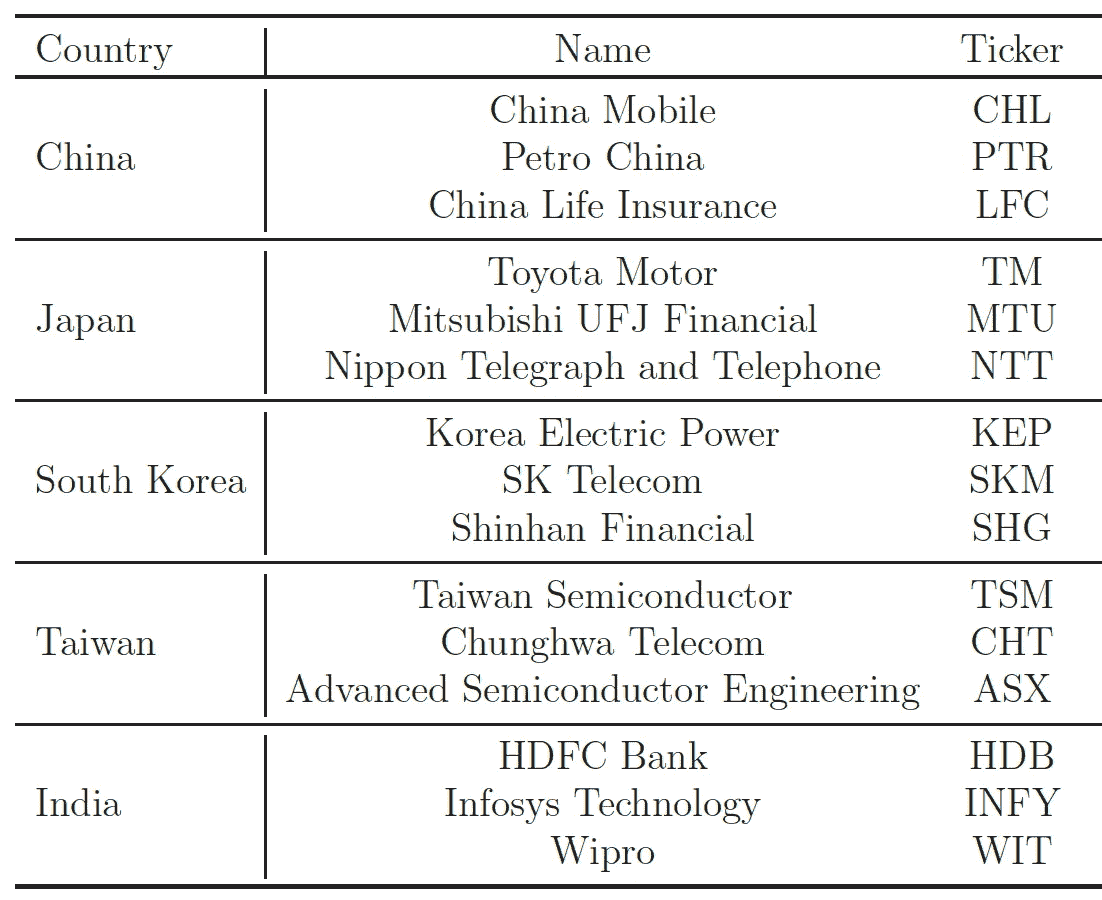 Country Name Ticker
China Mobile CHL
China Petro China PTR
China Life Insurance LFC
Toyota Motor TM
Japan Mitsubishi UFJ Financial MTU
Nippon Telegraph and Telephone NTT
Korea Electric Power KEP
South Korea SK Telecom SKM
Shinhan Financial SHG
Taiwan Semiconductor TSM
Taiwan Chunghwa Telecom CHT
Advanced Semiconductor Engineering ASX
HDFC Bank HDB
India Infosys Technology INFY
Wipro WIT